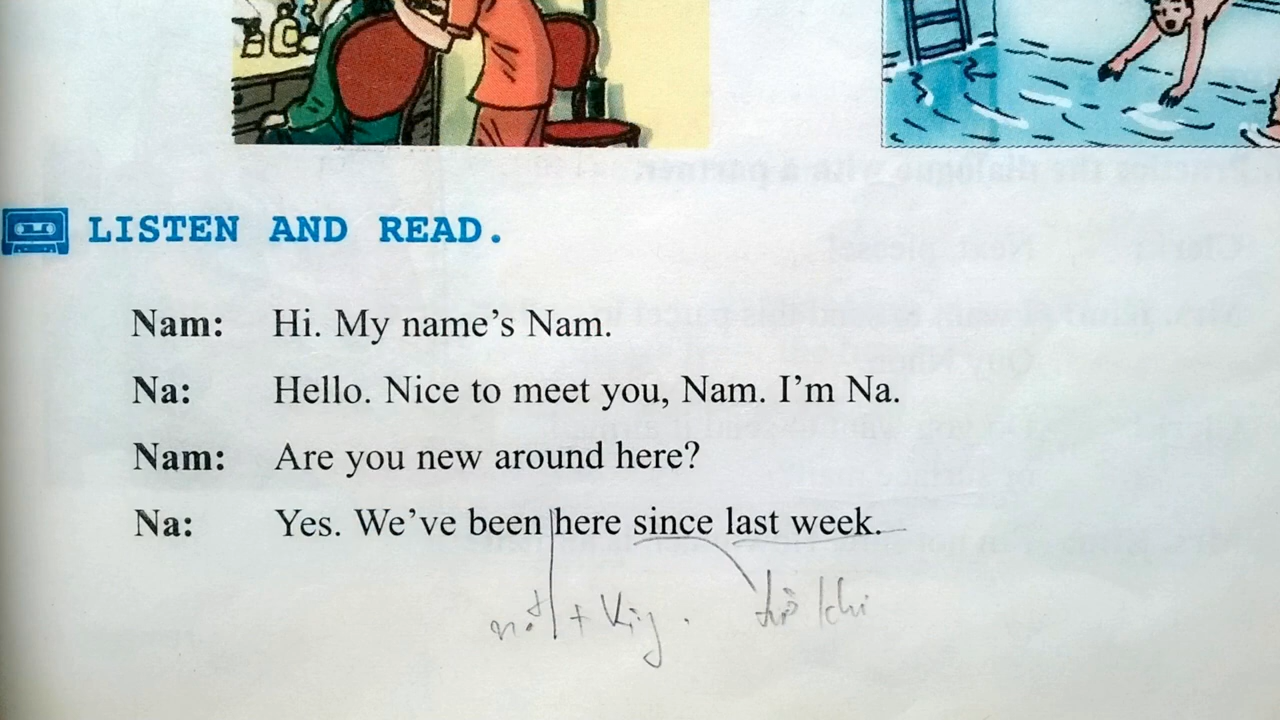 LISTEN AND READ.
Nam: Hi. My name's Nam.
Na: Hello. Nice to meet you, Nam. I'm Na.
Nam: Are you new around here?
Na: Yes. We've been here since last week.
khi